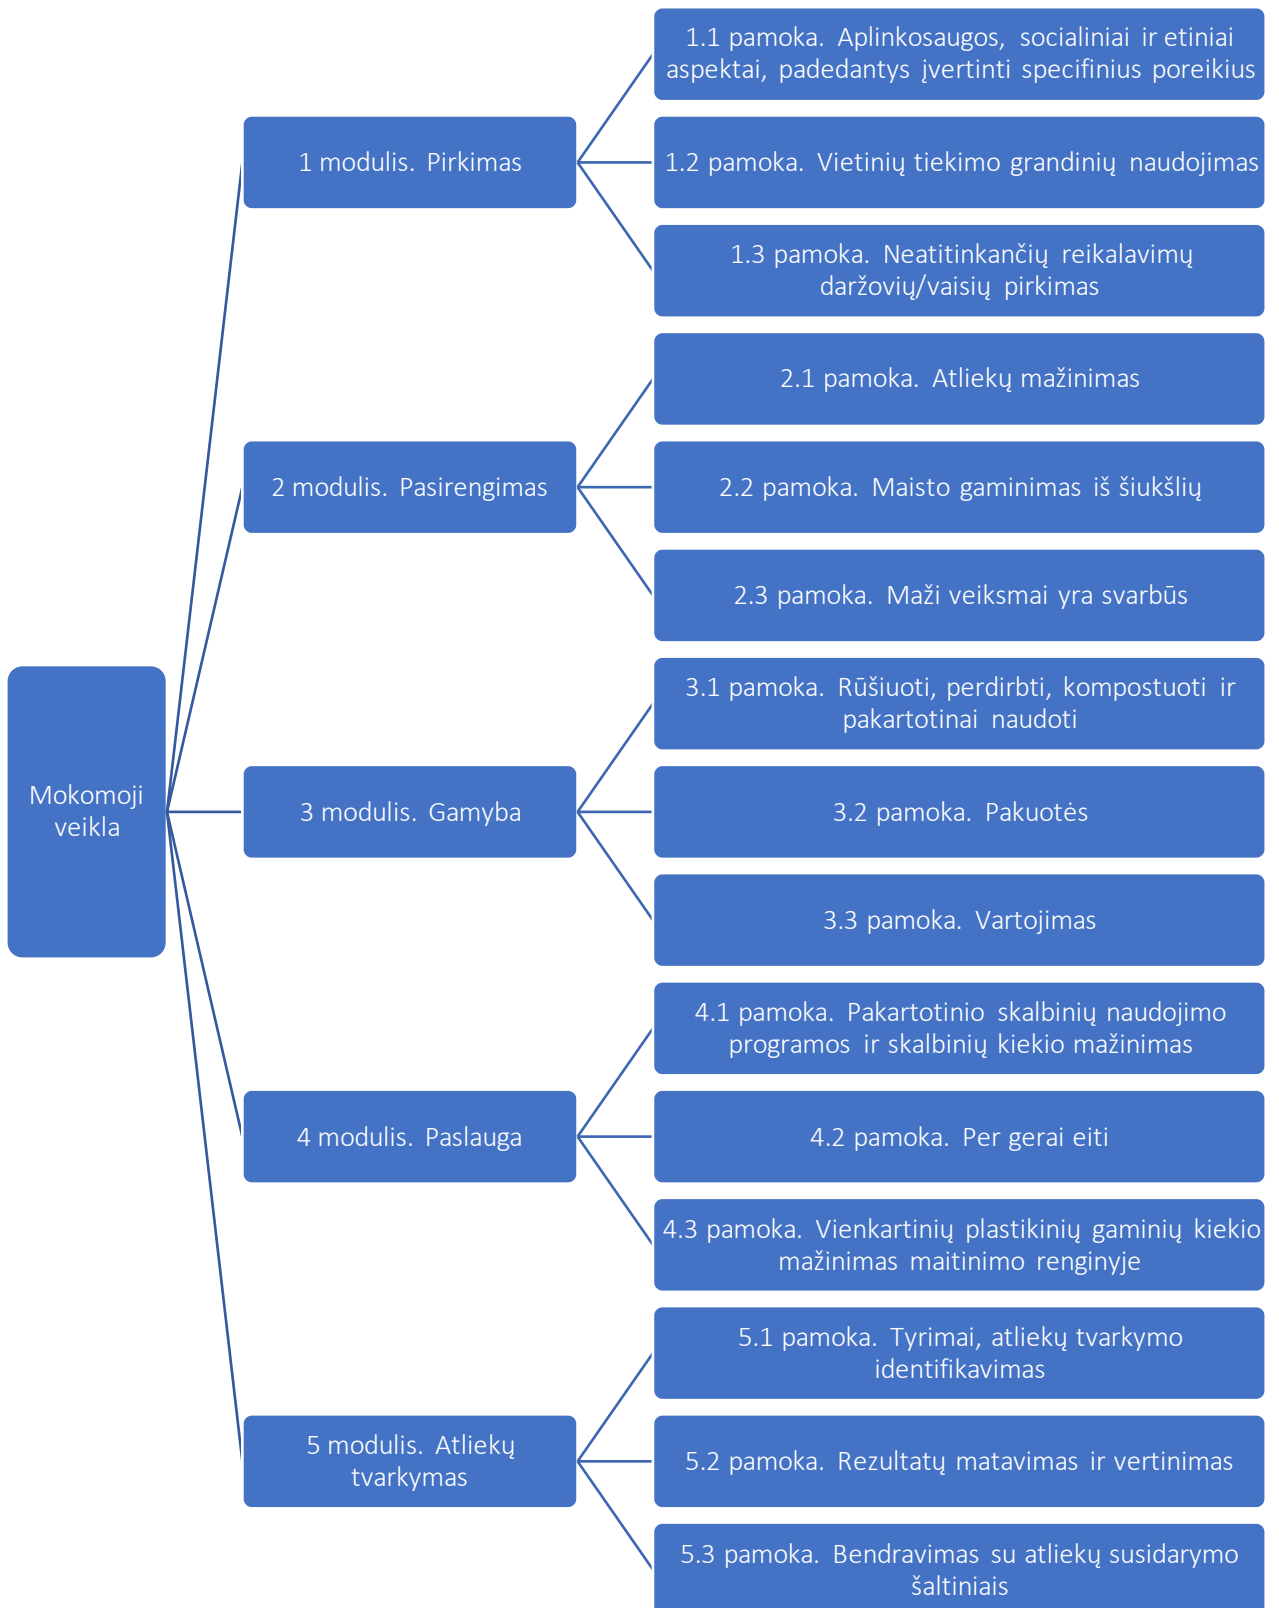 Mokomoji
veikla
1 modulis. Pirkimas
1.1 pamoka. Aplinkosaugos, socialiniai ir etiniai
aspektai, padedantys įvertinti specifinius poreikius
1.2 pamoka. Vietinių tiekimo grandinių naudojimas
1.3 pamoka. Neatitinkančių reikalavimų
daržovių/vaisių pirkimas
2 modulis. Pasirengimas
2.1 pamoka. Atliekų mažinimas
2.2 pamoka. Maisto gaminimas iš šiukšlių
2.3 pamoka. Maži veiksmai yra svarbūs
3 modulis. Gamyba
3.1 pamoka. Rūšiuoti, perdirbti, kompostuoti ir
pakartotinai naudoti
3.2 pamoka. Pakuotės
3.3 pamoka. Vartojimas
4 modulis. Paslauga
4.1 pamoka. Pakartotinio skalbinių naudojimo
programos ir skalbinių kiekio mažinimas
4.2 pamoka. Per gerai eiti
4.3 pamoka. Vienkartinių plastikinių gaminių kiekio
mažinimas maitinimo renginyje
5 modulis. Atliekų
tvarkymas
5.1 pamoka. Tyrimai, atliekų tvarkymo
identifikavimas
5.2 pamoka. Rezultatų matavimas ir vertinimas
5.3 pamoka. Bendravimas su atliekų susidarymo
šaltiniais